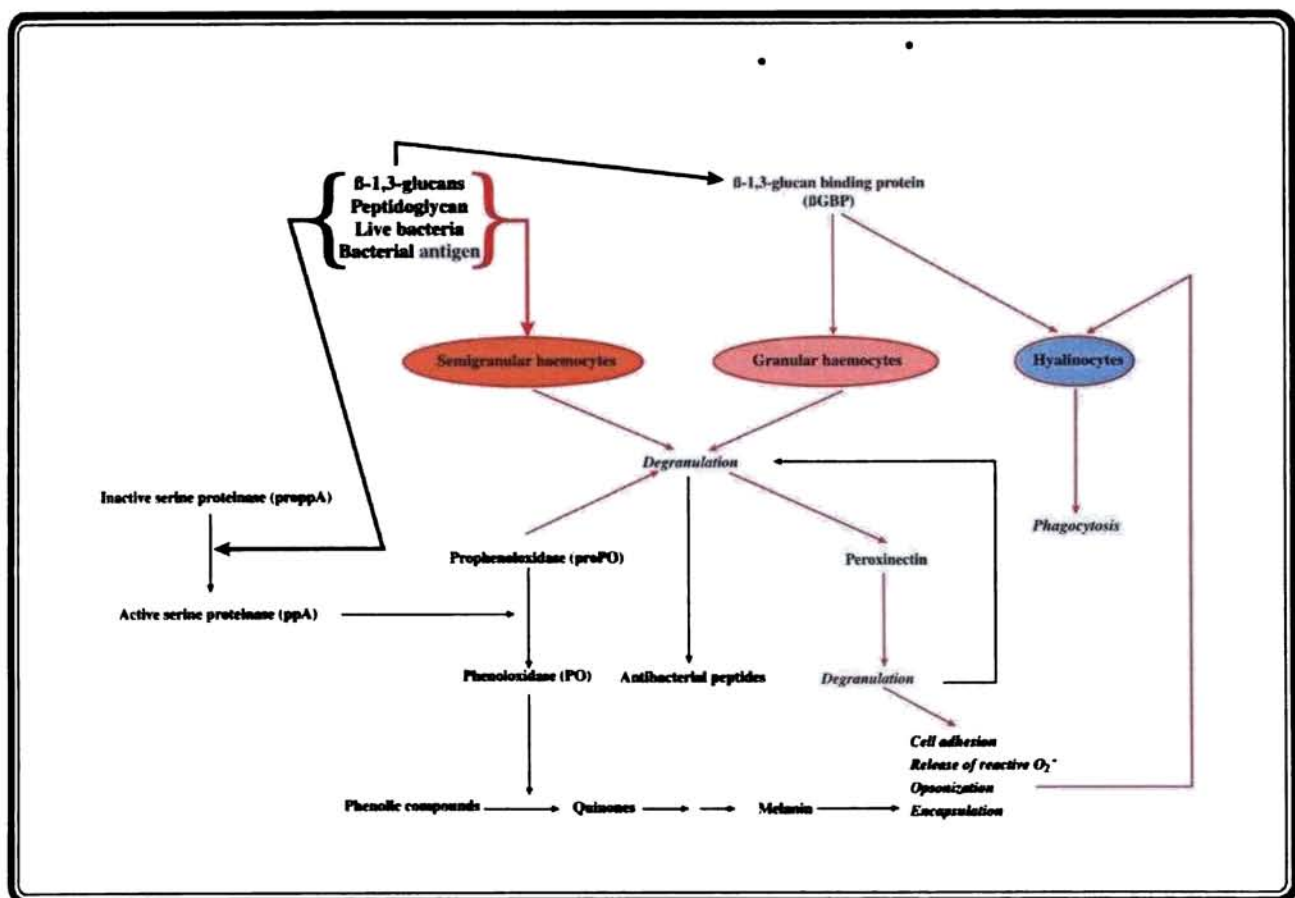 ß-1,3-glucans
Peptidoglycan
Live bacteria
Bacterial antigen
ß-1,3-glucan binding protein
(ßGBP)
Semigranular haemocytes
Granular haemocytes
Hyalinocytes
Degranulation
Inactive serine proteinase (proppA)
Phagocytosis
Prophenoloxidase (proPO)
Peroxinectin
Active serine proteinase (ppA)
Phenoloxidase (PO)
Antibacterial peptides
Degranulation
Cell adhesion
Release of reactive O₂⁻
Opsonization
Encapsulation
Phenolic compounds
Quinones
Melanin